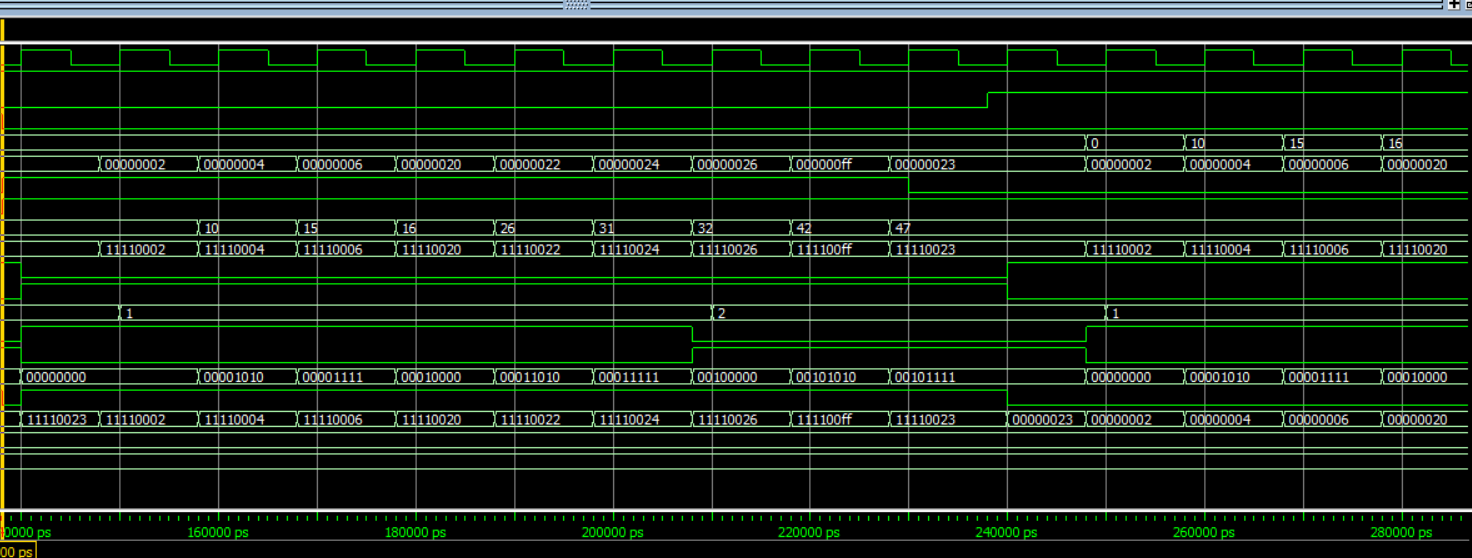 0 10 15 16
00000002 00000004 00000006 00000020 00000022 00000024 00000026 000000ff 00000023 00000002 00000004 00000006 00000020
10 15 16 26 31 32 42 47
11110002 11110004 11110006 11110020 11110022 11110024 11110026 111100ff 11110023 11110002 11110004 11110006 11110020
1 2 1
00000000 00001010 00001111 00010000 00011010 00011111 00100000 00101010 00101111 00000000 00001010 00001111 00010000
11110023 11110002 11110004 11110006 11110020 11110022 11110024 11110026 111100ff 11110023 00000023 00000002 00000004 00000006 00000020
0000 ps 160000 ps 180000 ps 200000 ps 220000 ps 240000 ps 260000 ps 280000 ps
00 ps